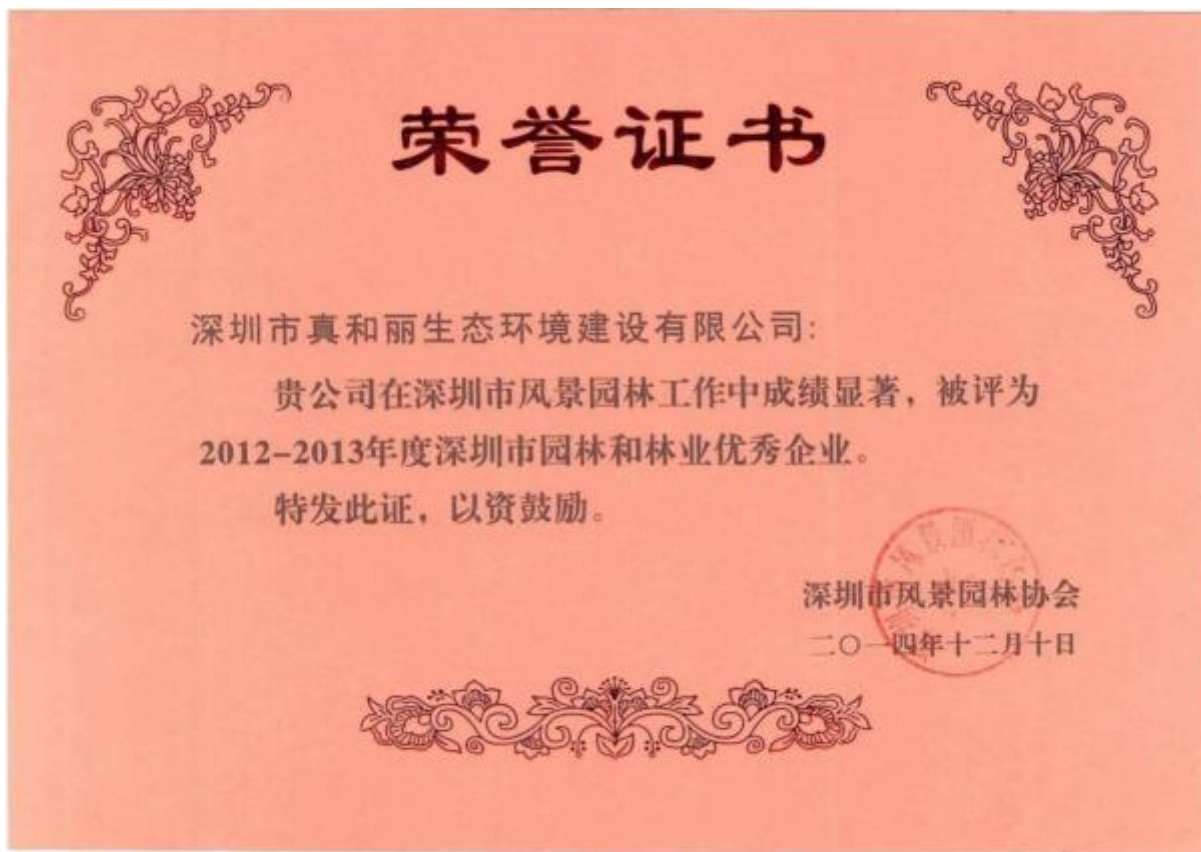 荣誉证书
深圳市真和丽生态环境建设有限公司:
贵公司在深圳市风景园林工作中成绩显著，被评为
2012-2013年度深圳市园林和林业优秀企业。
特发此证，以资鼓励。
深圳市风景园林协会
二〇一四年十二月十日